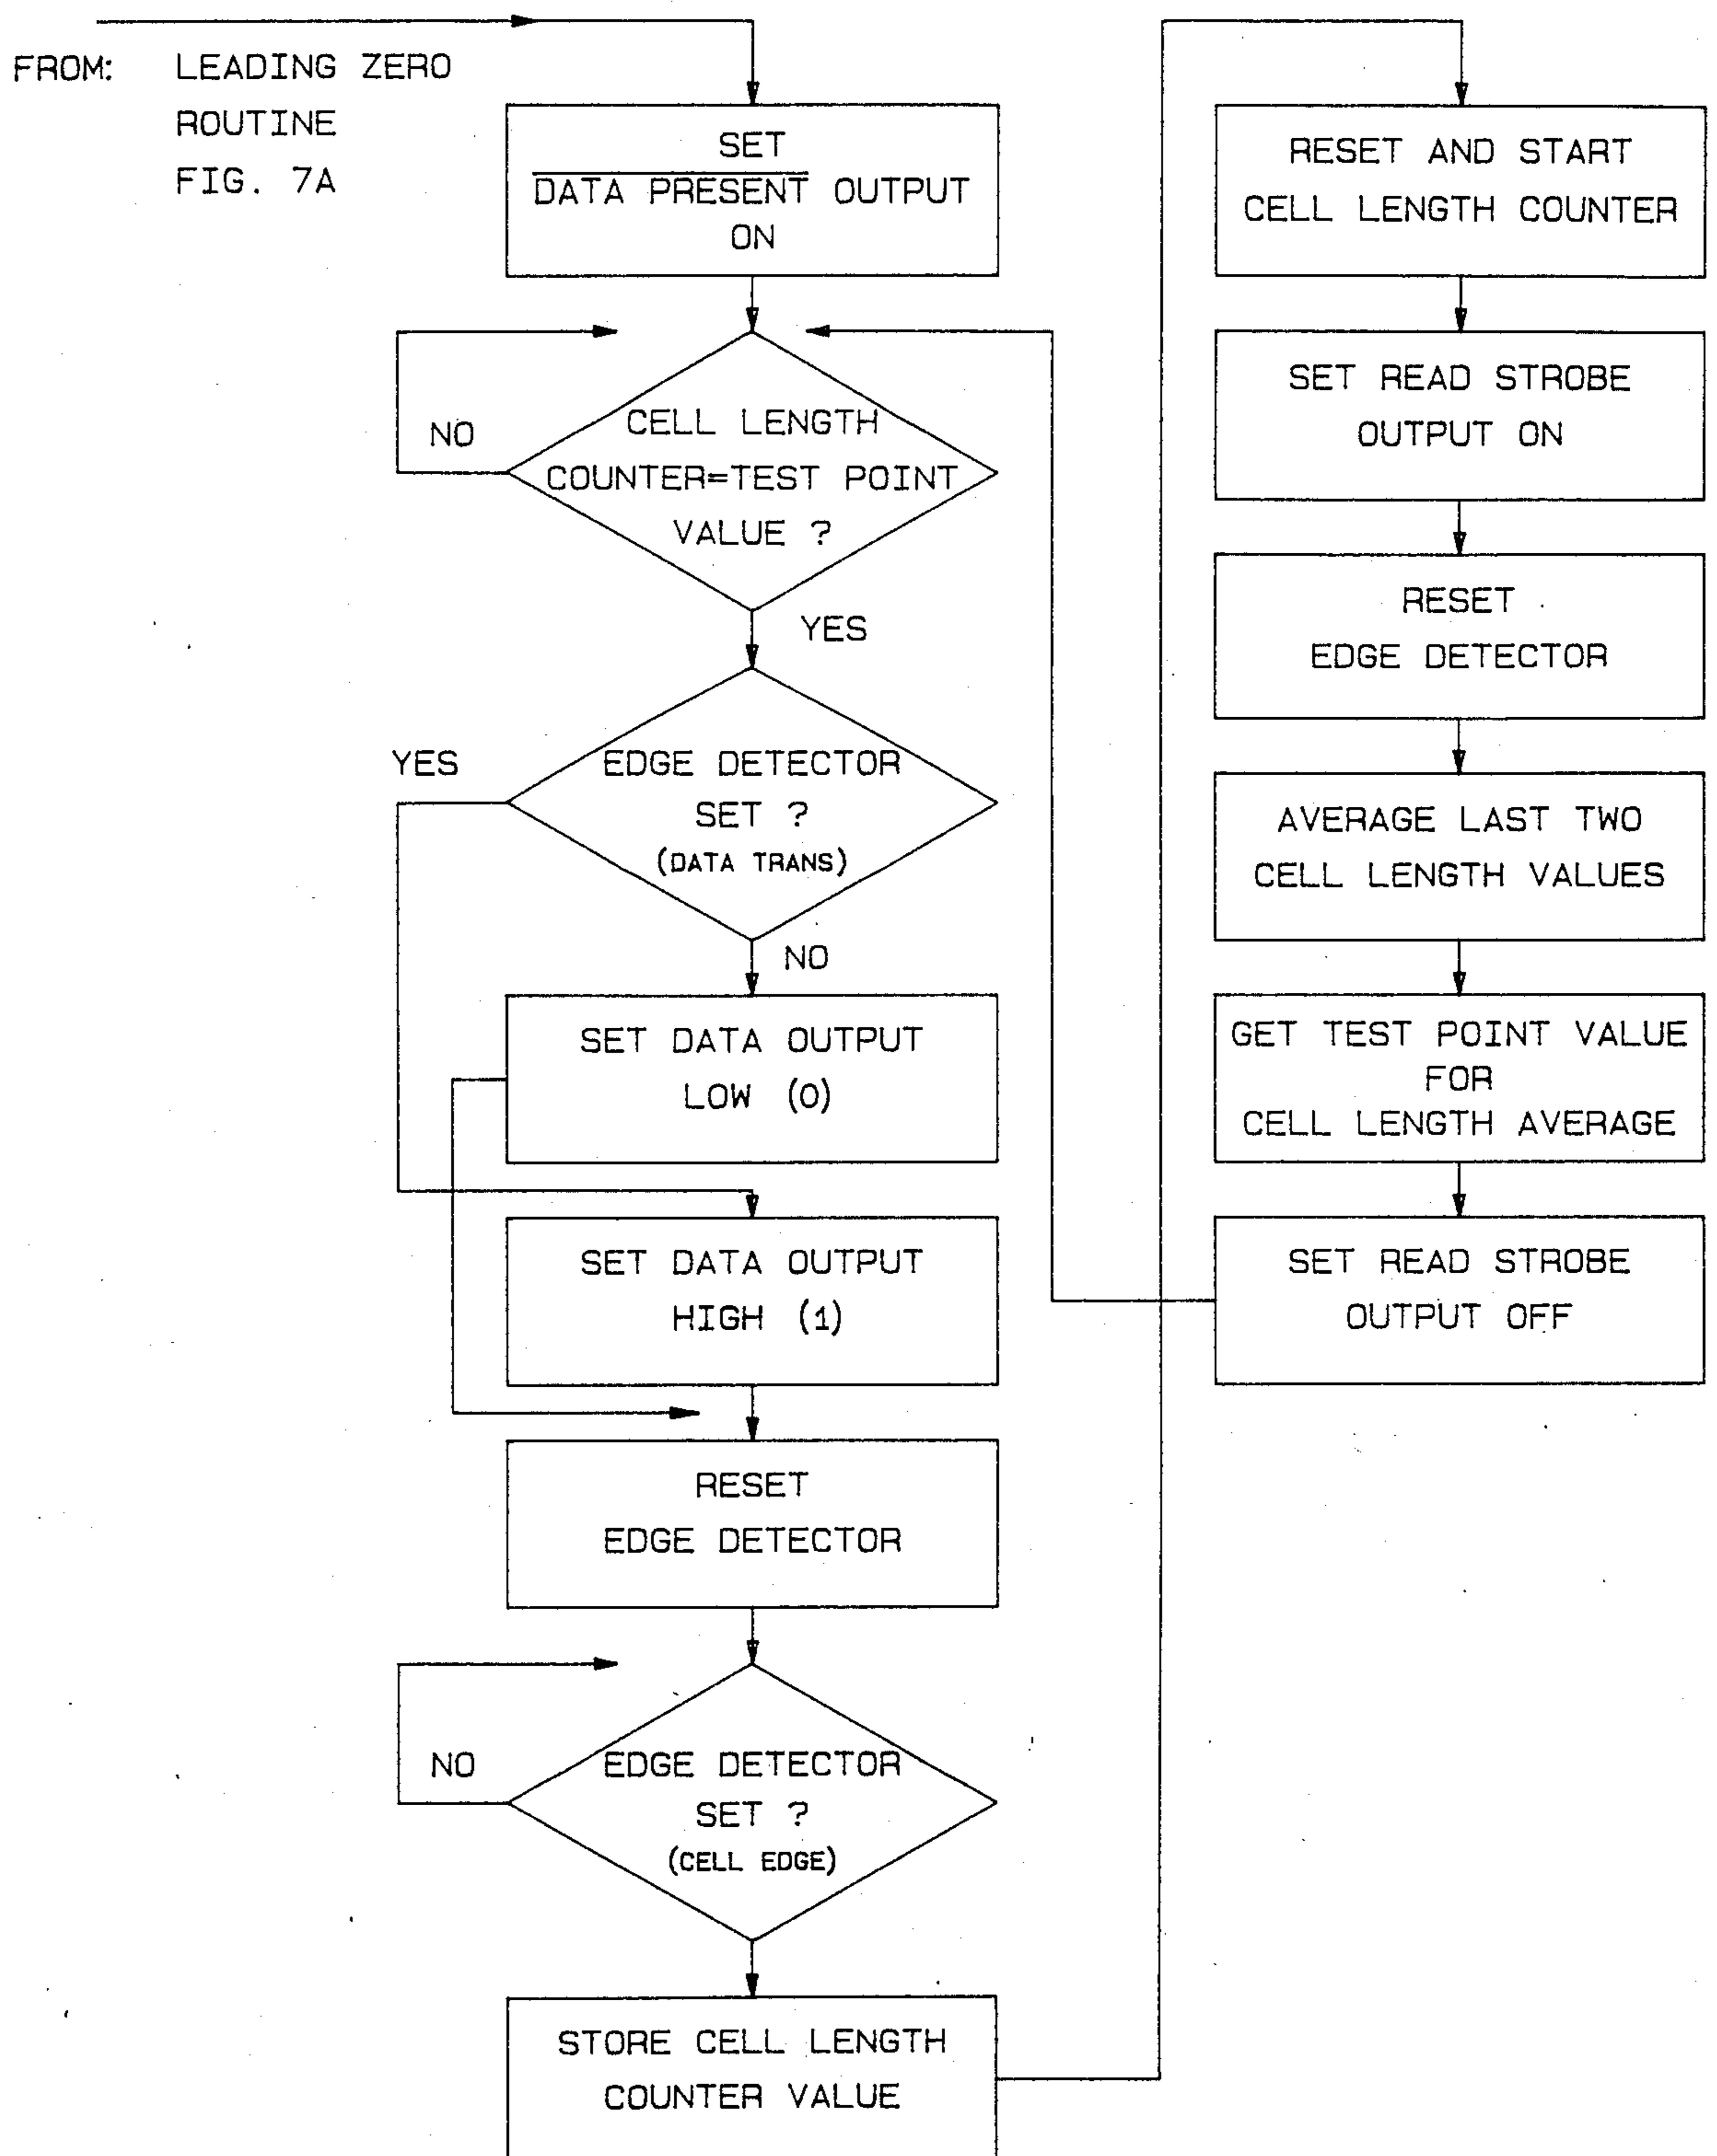 FROM: LEADING ZERO
ROUTINE
FIG. 7A
SET
DATA PRESENT OUTPUT
ON
CELL LENGTH
COUNTER=TEST POINT
VALUE ?
NO
YES
EDGE DETECTOR
SET ?
(DATA TRANS)
YES
NO
SET DATA OUTPUT
LOW (0)
SET DATA OUTPUT
HIGH (1)
RESET
EDGE DETECTOR
EDGE DETECTOR
SET ?
(CELL EDGE)
NO
STORE CELL LENGTH
COUNTER VALUE
RESET AND START
CELL LENGTH COUNTER
SET READ STROBE
OUTPUT ON
RESET
EDGE DETECTOR
AVERAGE LAST TWO
CELL LENGTH VALUES
GET TEST POINT VALUE
FOR
CELL LENGTH AVERAGE
SET READ STROBE
OUTPUT OFF